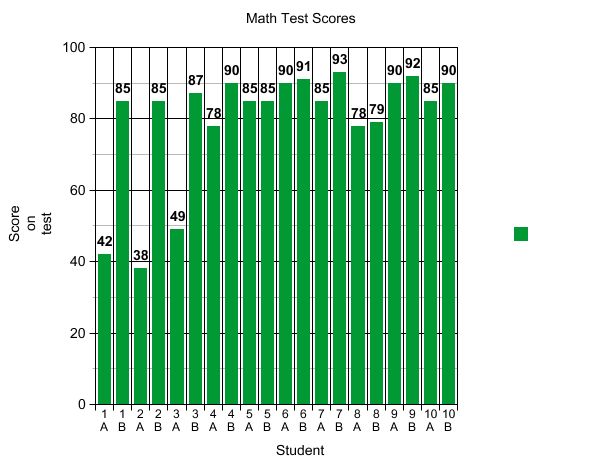 Math Test Scores
100
80
60
40
20
0
Score
on
test
42 85 38 85 49 87 78 90 85 85 90 91 85 93 78 79 90 92 85 90
1 1 2 2 3 3 4 4 5 5 6 6 7 7 8 8 9 9 10 10
A B A B A B A B A B A B A B A B A B A B
Student